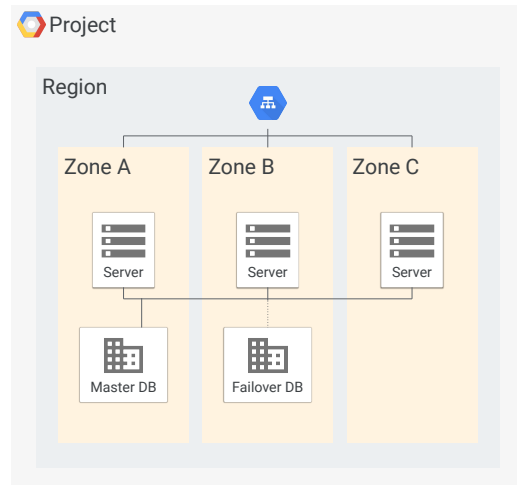 Project
Region
Zone A
Zone B
Zone C
Server
Server
Server
Master DB
Failover DB